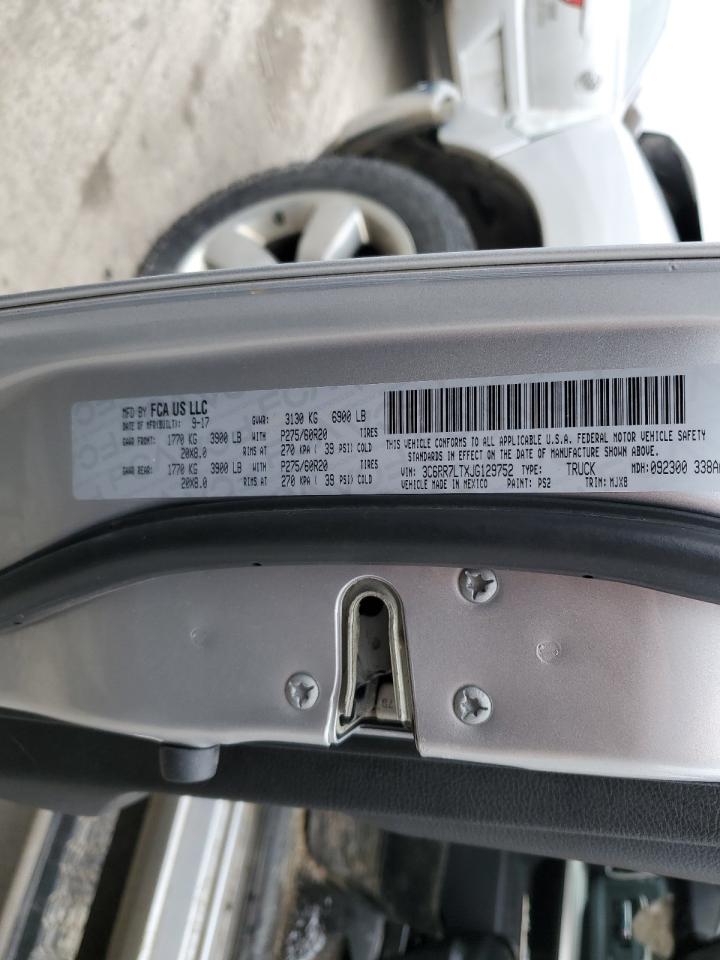 MFD BY FCA US LLC
DATE OF MFR(BUILT): 9-17 GVWR: 3130 KG 6900 LB
GAWR FRONT: 1770 KG 3900 LB WITH P275/60R20 TIRES
20X8.0 RIMS AT 270 KPA ( 39 PSI) COLD
GAWR REAR: 1770 KG 3900 LB WITH P275/60R20 TIRES
20X8.0 RIMS AT 270 KPA ( 39 PSI) COLD
THIS VEHICLE CONFORMS TO ALL APPLICABLE U.S.A. FEDERAL MOTOR VEHICLE SAFETY
STANDARDS IN EFFECT ON THE DATE OF MANUFACTURE SHOWN ABOVE.
VIN: 3C6RR7LTXJG129752 TYPE: TRUCK MDH: 092300 338A
VEHICLE MADE IN MEXICO PAINT: PS2 TRIM: MJX8